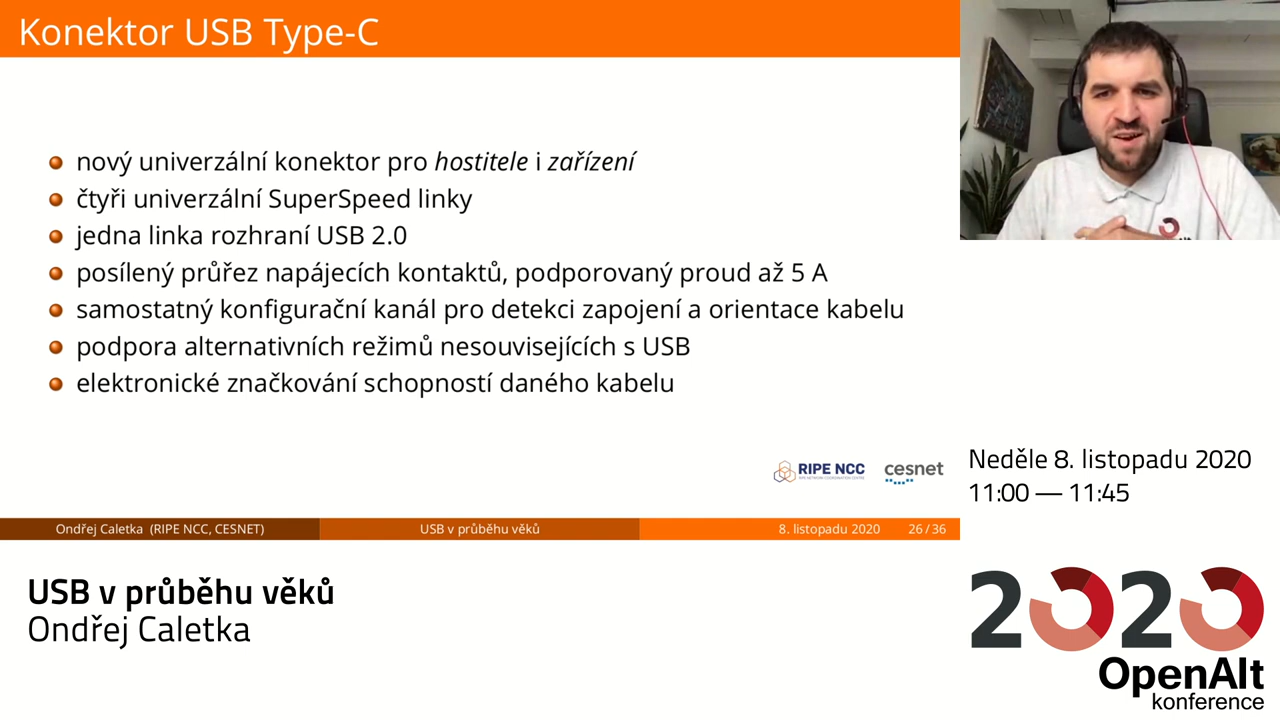 Konektor USB Type-C
nový univerzální konektor pro hostitele i zařízení
čtyři univerzální SuperSpeed linky
jedna linka rozhraní USB 2.0
posílený průřez napájecích kontaktů, podporovaný proud až 5 A
samostatný konfigurační kanál pro detekci zapojení a orientace kabelu
podpora alternativních režimů nesouvisejících s USB
elektronické značkování schopností daného kabelu
RIPE NCC
RIPE NETWORK COORDINATION CENTRE
cesnet
Ondřej Caletka (RIPE NCC, CESNET)
USB v průběhu věků
8. listopadu 2020
26 / 36
Neděle 8. listopadu 2020
11:00 — 11:45
USB v průběhu věků
Ondřej Caletka
2020
OpenAlt
konference